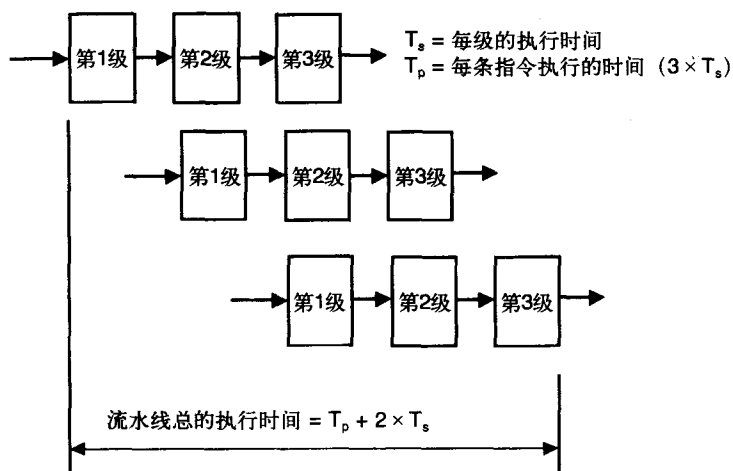 第1级 第2级 第3级
Tₛ = 每级的执行时间
Tₚ = 每条指令执行的时间 (3 × Tₛ)
第1级 第2级 第3级
第1级 第2级 第3级
流水线总的执行时间 = Tₚ + 2 × Tₛ